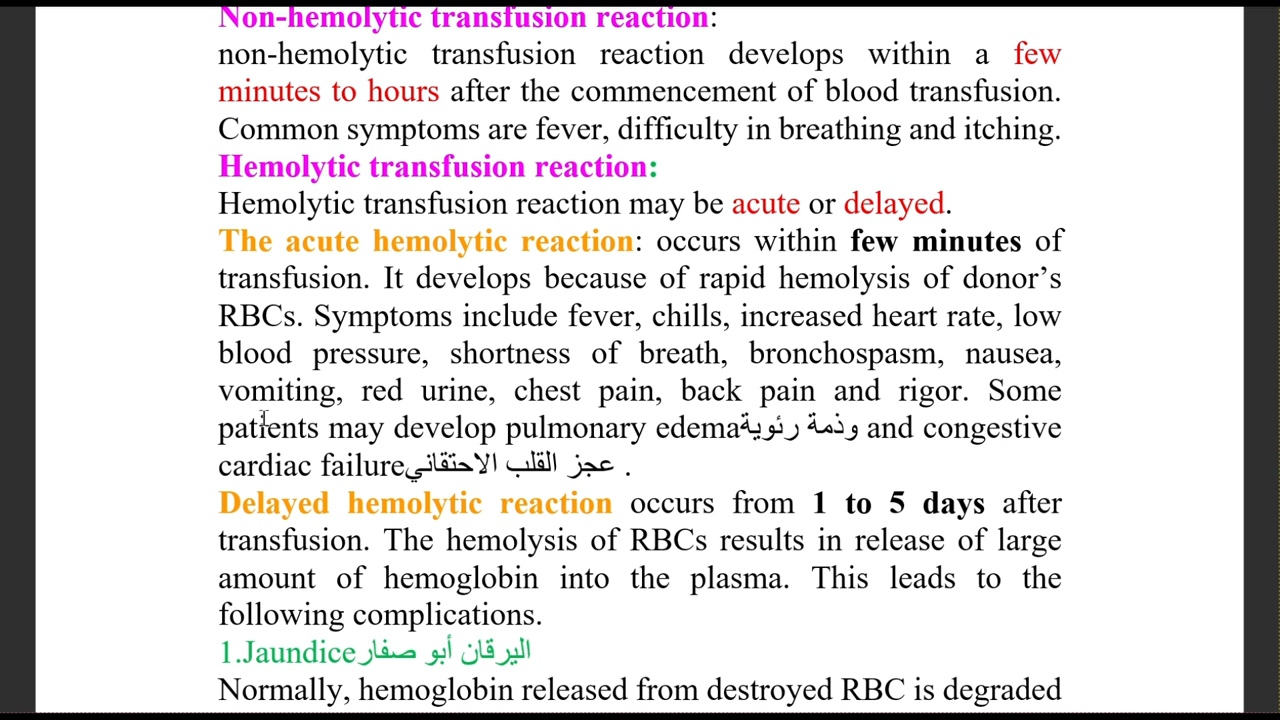 Non-hemolytic transfusion reaction:
non-hemolytic transfusion reaction develops within a few
minutes to hours after the commencement of blood transfusion.
Common symptoms are fever, difficulty in breathing and itching.
Hemolytic transfusion reaction:
Hemolytic transfusion reaction may be acute or delayed.
The acute hemolytic reaction: occurs within few minutes of
transfusion. It develops because of rapid hemolysis of donor’s
RBCs. Symptoms include fever, chills, increased heart rate, low
blood pressure, shortness of breath, bronchospasm, nausea,
vomiting, red urine, chest pain, back pain and rigor. Some
patients may develop pulmonary edemaوذمة رئوية and congestive
cardiac failureعجز القلب الاحتقاني .
Delayed hemolytic reaction occurs from 1 to 5 days after
transfusion. The hemolysis of RBCs results in release of large
amount of hemoglobin into the plasma. This leads to the
following complications.
1.Jaundiceاليرقان أبو صفار
Normally, hemoglobin released from destroyed RBC is degraded